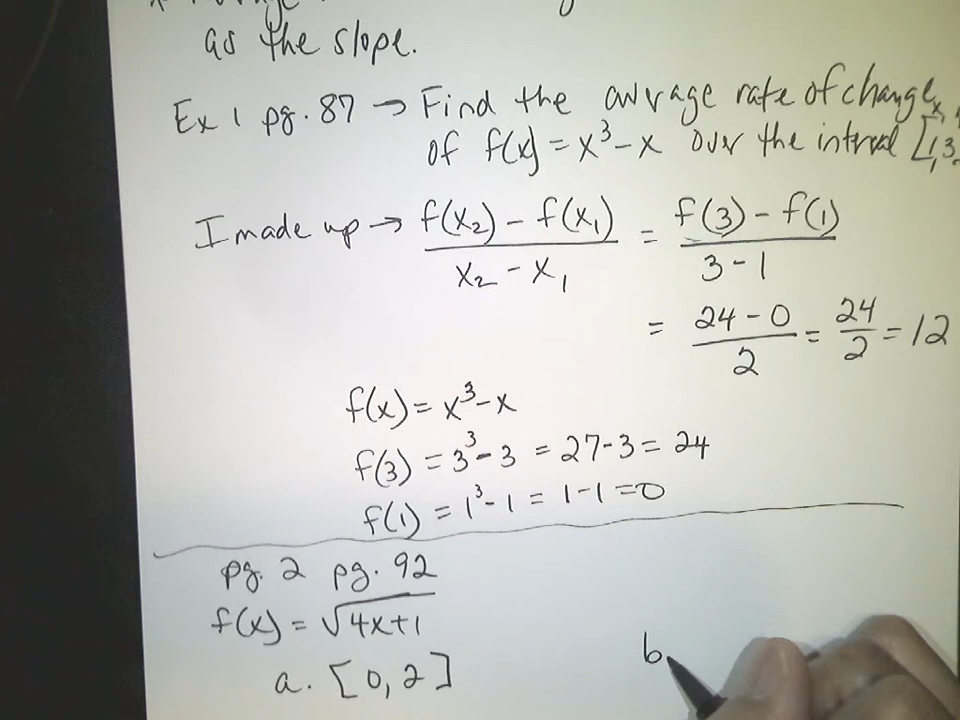 as the slope.
Ex 1 pg. 87 → Find the average rate of change
of f(x) = x³ - x over the interval [1, 3
I made up → f(x₂) - f(x₁) / x₂ - x₁ = f(3) - f(1) / 3 - 1
= 24 - 0 / 2 = 24 / 2 = 12
f(x) = x³ - x
f(3) = 3³ - 3 = 27 - 3 = 24
f(1) = 1³ - 1 = 1 - 1 = 0
pg. 2 pg. 92
f(x) = √4x+1
a. [0, 2] b